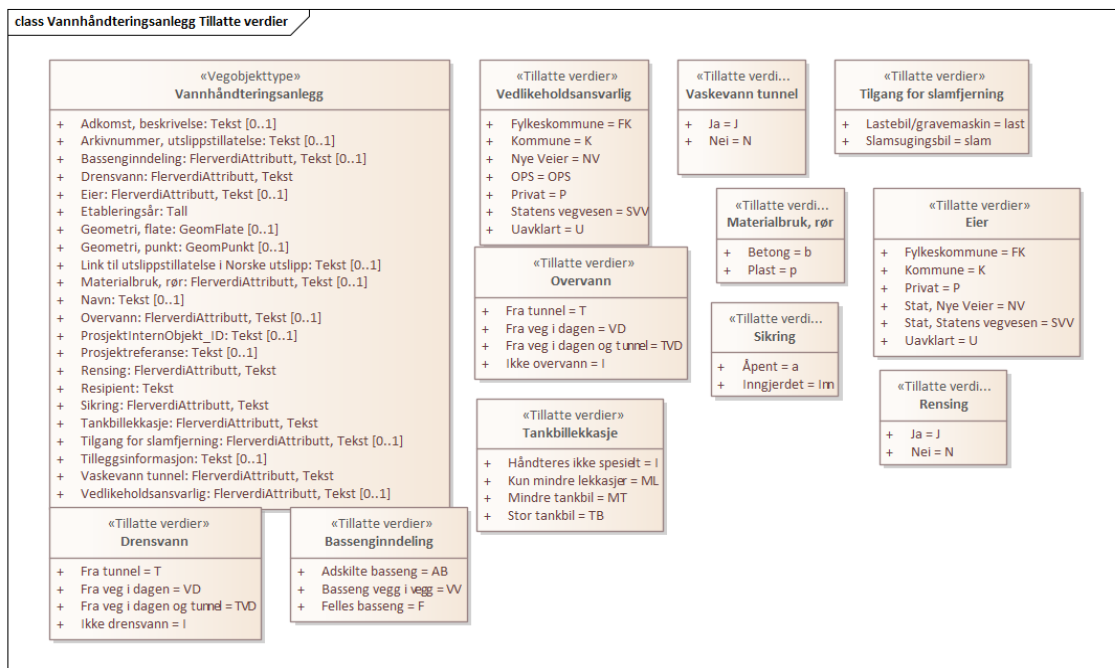 class Vannhåndteringsanlegg Tillatte verdier
«Vegobjekttype»
Vannhåndteringsanlegg
+ Adkomst, beskrivelse: Tekst [0..1]
+ Arkivnummer, utslippstillatelse: Tekst [0..1]
+ Bassenginndeling: FlerverdiAttributt, Tekst [0..1]
+ Drensvann: FlerverdiAttributt, Tekst
+ Eier: FlerverdiAttributt, Tekst [0..1]
+ Etableringsår: Tall
+ Geometri, flate: GeomFlate [0..1]
+ Geometri, punkt: GeomPunkt [0..1]
+ Link til utslippstillatelse i Norske utslipp: Tekst [0..1]
+ Materialbruk, rør: FlerverdiAttributt, Tekst [0..1]
+ Navn: Tekst [0..1]
+ Overvann: FlerverdiAttributt, Tekst [0..1]
+ ProsjektInternObjekt_ID: Tekst [0..1]
+ Prosjektreferanse: Tekst [0..1]
+ Rensing: FlerverdiAttributt, Tekst
+ Resipient: Tekst
+ Sikring: FlerverdiAttributt, Tekst
+ Tankbillekkasje: FlerverdiAttributt, Tekst
+ Tilgang for slamfjerning: FlerverdiAttributt, Tekst [0..1]
+ Tilleggsinformasjon: Tekst [0..1]
+ Vaskevann tunnel: FlerverdiAttributt, Tekst
+ Vedlikeholdsansvarlig: FlerverdiAttributt, Tekst [0..1]
«Tillatte verdier»
Vedlikeholdsansvarlig
+ Fylkeskommune = FK
+ Kommune = K
+ Nye Veier = NV
+ OPS = OPS
+ Privat = P
+ Statens vegvesen = SVV
+ Uavklart = U
«Tillatte verdi...
Vaskevann tunnel
+ Ja = J
+ Nei = N
«Tillatte verdier»
Tilgang for slamfjerning
+ Lastebil/gravemaskin = last
+ Slamsugingsbil = slam
«Tillatte verdi...
Materialbruk, rør
+ Betong = b
+ Plast = p
«Tillatte verdier»
Eier
+ Fylkeskommune = FK
+ Kommune = K
+ Privat = P
+ Stat, Nye Veier = NV
+ Stat, Statens vegvesen = SVV
+ Uavklart = U
«Tillatte verdier»
Overvann
+ Fra tunnel = T
+ Fra veg i dagen = VD
+ Fra veg i dagen og tunnel = TVD
+ Ikke overvann = I
«Tillatte verdi...
Sikring
+ Åpent = a
+ Inngjerdet = Inn
«Tillatte verdi...
Rensing
+ Ja = J
+ Nei = N
«Tillatte verdier»
Tankbillekkasje
+ Håndteres ikke spesielt = I
+ Kun mindre lekkasjer = ML
+ Mindre tankbil = MT
+ Stor tankbil = TB
«Tillatte verdier»
Drensvann
+ Fra tunnel = T
+ Fra veg i dagen = VD
+ Fra veg i dagen og tunnel = TVD
+ Ikke drensvann = I
«Tillatte verdier»
Bassenginndeling
+ Adskilte basseng = AB
+ Basseng vegg i vegg = VV
+ Felles basseng = F